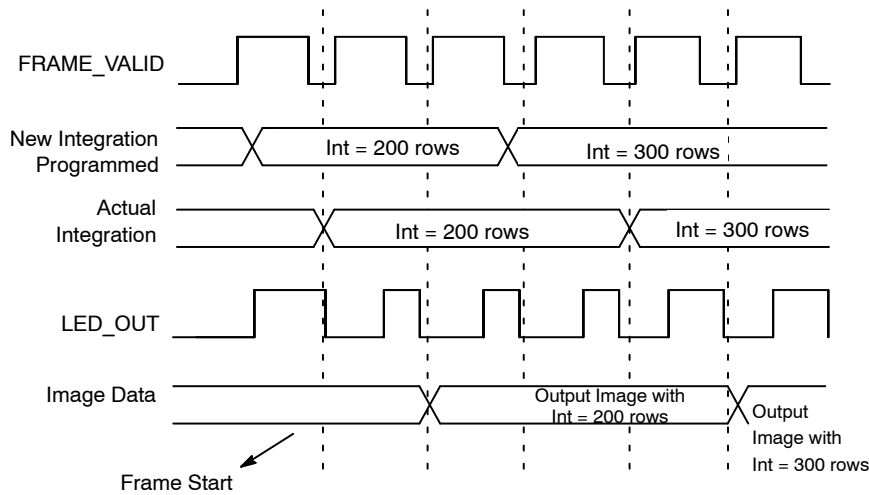 FRAME_VALID
New Integration
Programmed
Int = 200 rows
Int = 300 rows
Actual
Integration
Int = 200 rows
Int = 300 rows
LED_OUT
Image Data
Output Image with
Int = 200 rows
Output
Image with
Int = 300 rows
Frame Start